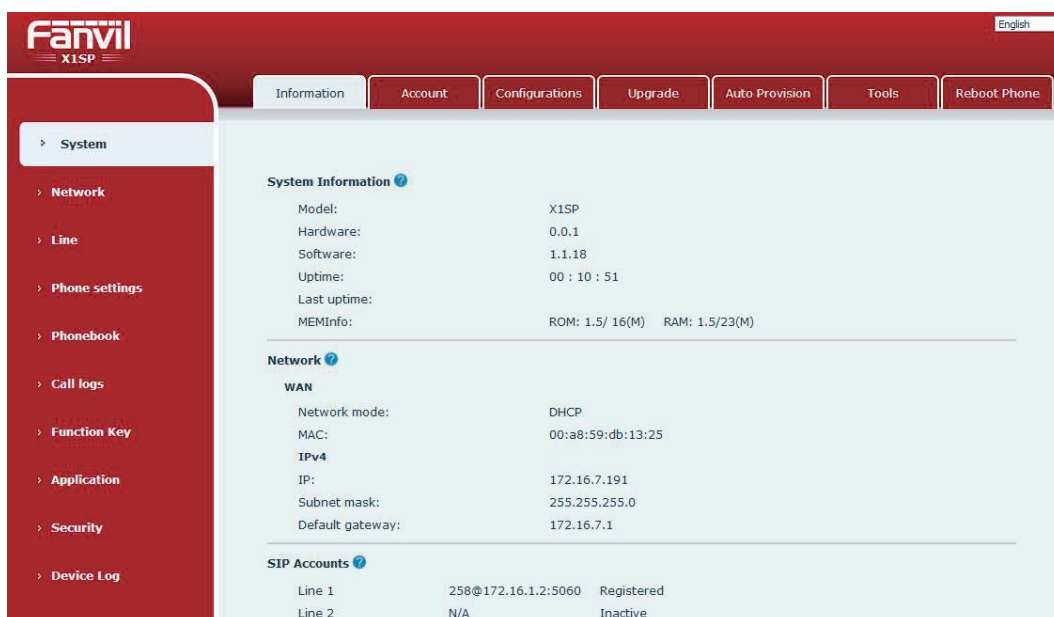 English
Fanvil
X1SP
Information Account Configurations Upgrade Auto Provision Tools Reboot Phone
System
Network
Line
Phone settings
Phonebook
Call logs
Function Key
Application
Security
Device Log
System Information
Model: X1SP
Hardware: 0.0.1
Software: 1.1.18
Uptime: 00 : 10 : 51
Last uptime:
MEMInfo: ROM: 1.5/ 16(M) RAM: 1.5/23(M)
Network
WAN
Network mode: DHCP
MAC: 00:a8:59:db:13:25
IPv4
IP: 172.16.7.191
Subnet mask: 255.255.255.0
Default gateway: 172.16.7.1
SIP Accounts
Line 1 258@172.16.1.2:5060 Registered
Line 2 N/A Inactive